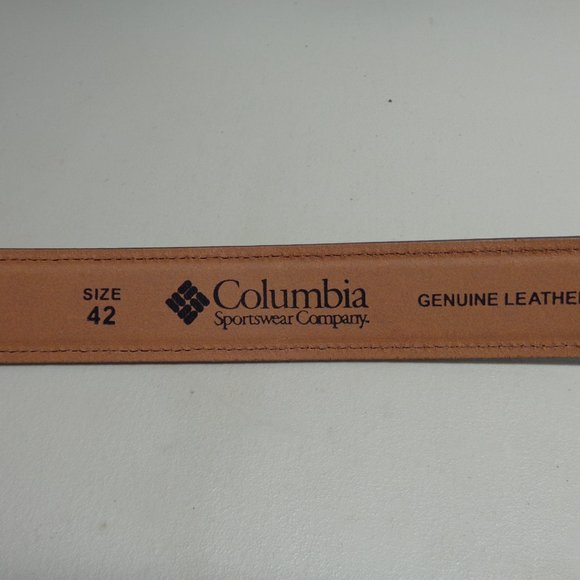 SIZE
42
Columbia
Sportswear Company.
GENUINE LEATHE